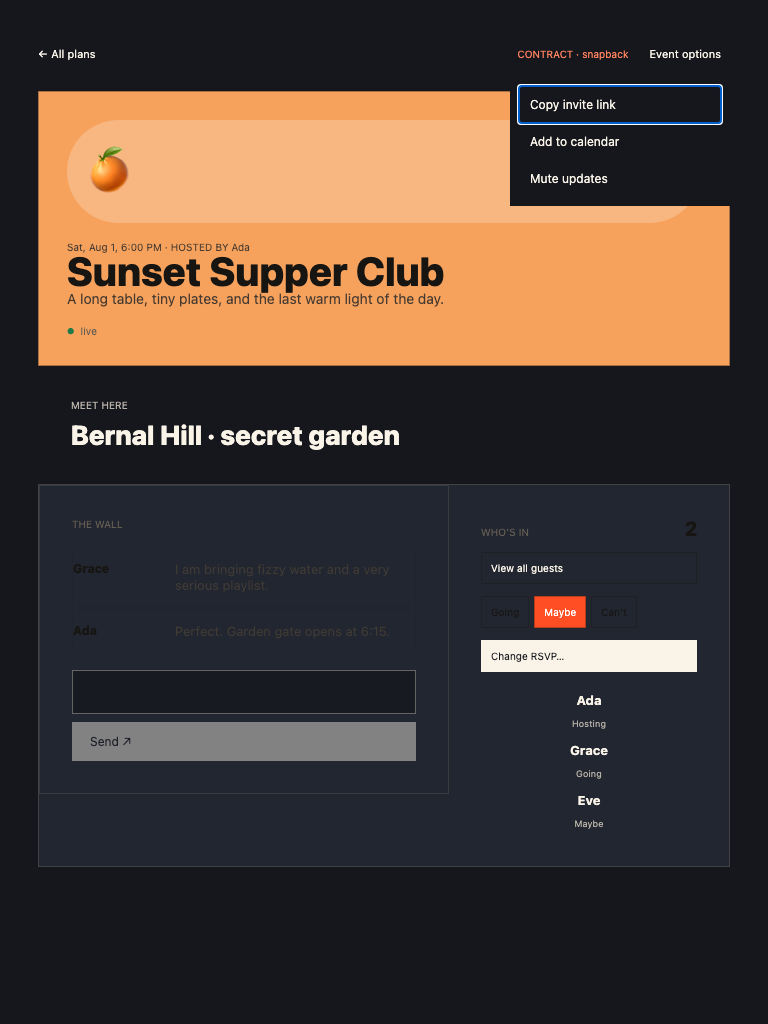 ← All plans
CONTRACT · snapback
Event options
Copy invite link
Add to calendar
Mute updates
Sat, Aug 1, 6:00 PM · HOSTED BY Ada
Sunset Supper Club
A long table, tiny plates, and the last warm light of the day.
live
MEET HERE
Bernal Hill · secret garden
THE WALL
Grace
I am bringing fizzy water and a very
serious playlist.
Ada
Perfect. Garden gate opens at 6:15.
Send ↗
WHO'S IN
2
View all guests
Going
Maybe
Can't
Change RSVP...
Ada
Hosting
Grace
Going
Eve
Maybe